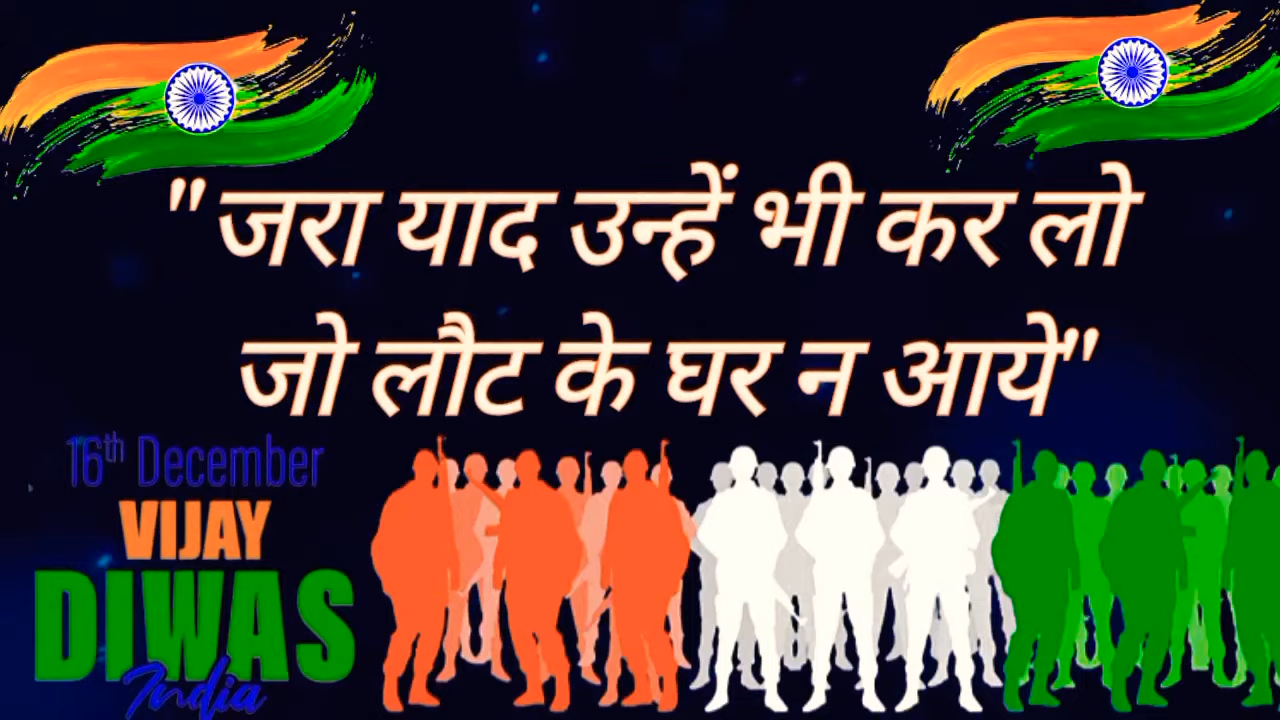 "जरा याद उन्हें भी कर लो
जो लौट के घर न आये"
16th December
VIJAY
DIWAS
India